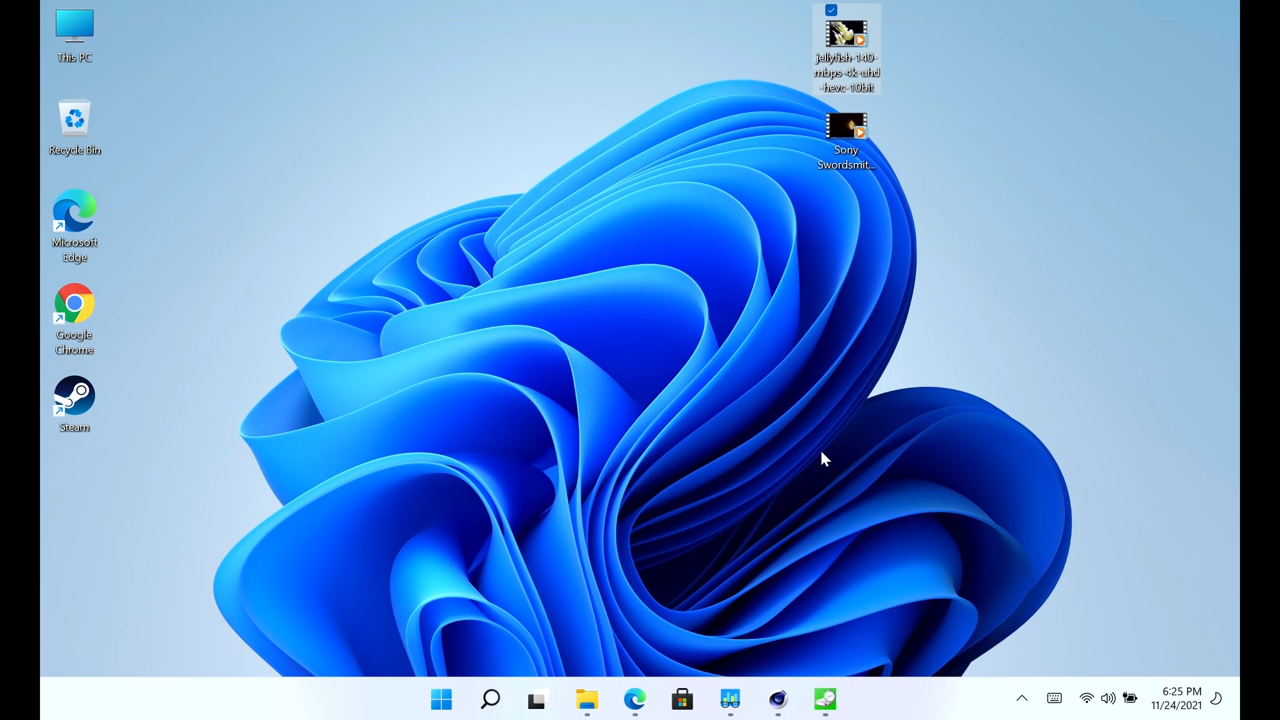 This PC
Recycle Bin
Microsoft
Edge
Google
Chrome
Steam
jellyfish-140-
mbps-4k-uhd
-hevc-10bit
Sony
Swordsmit...
6:25 PM
11/24/2021